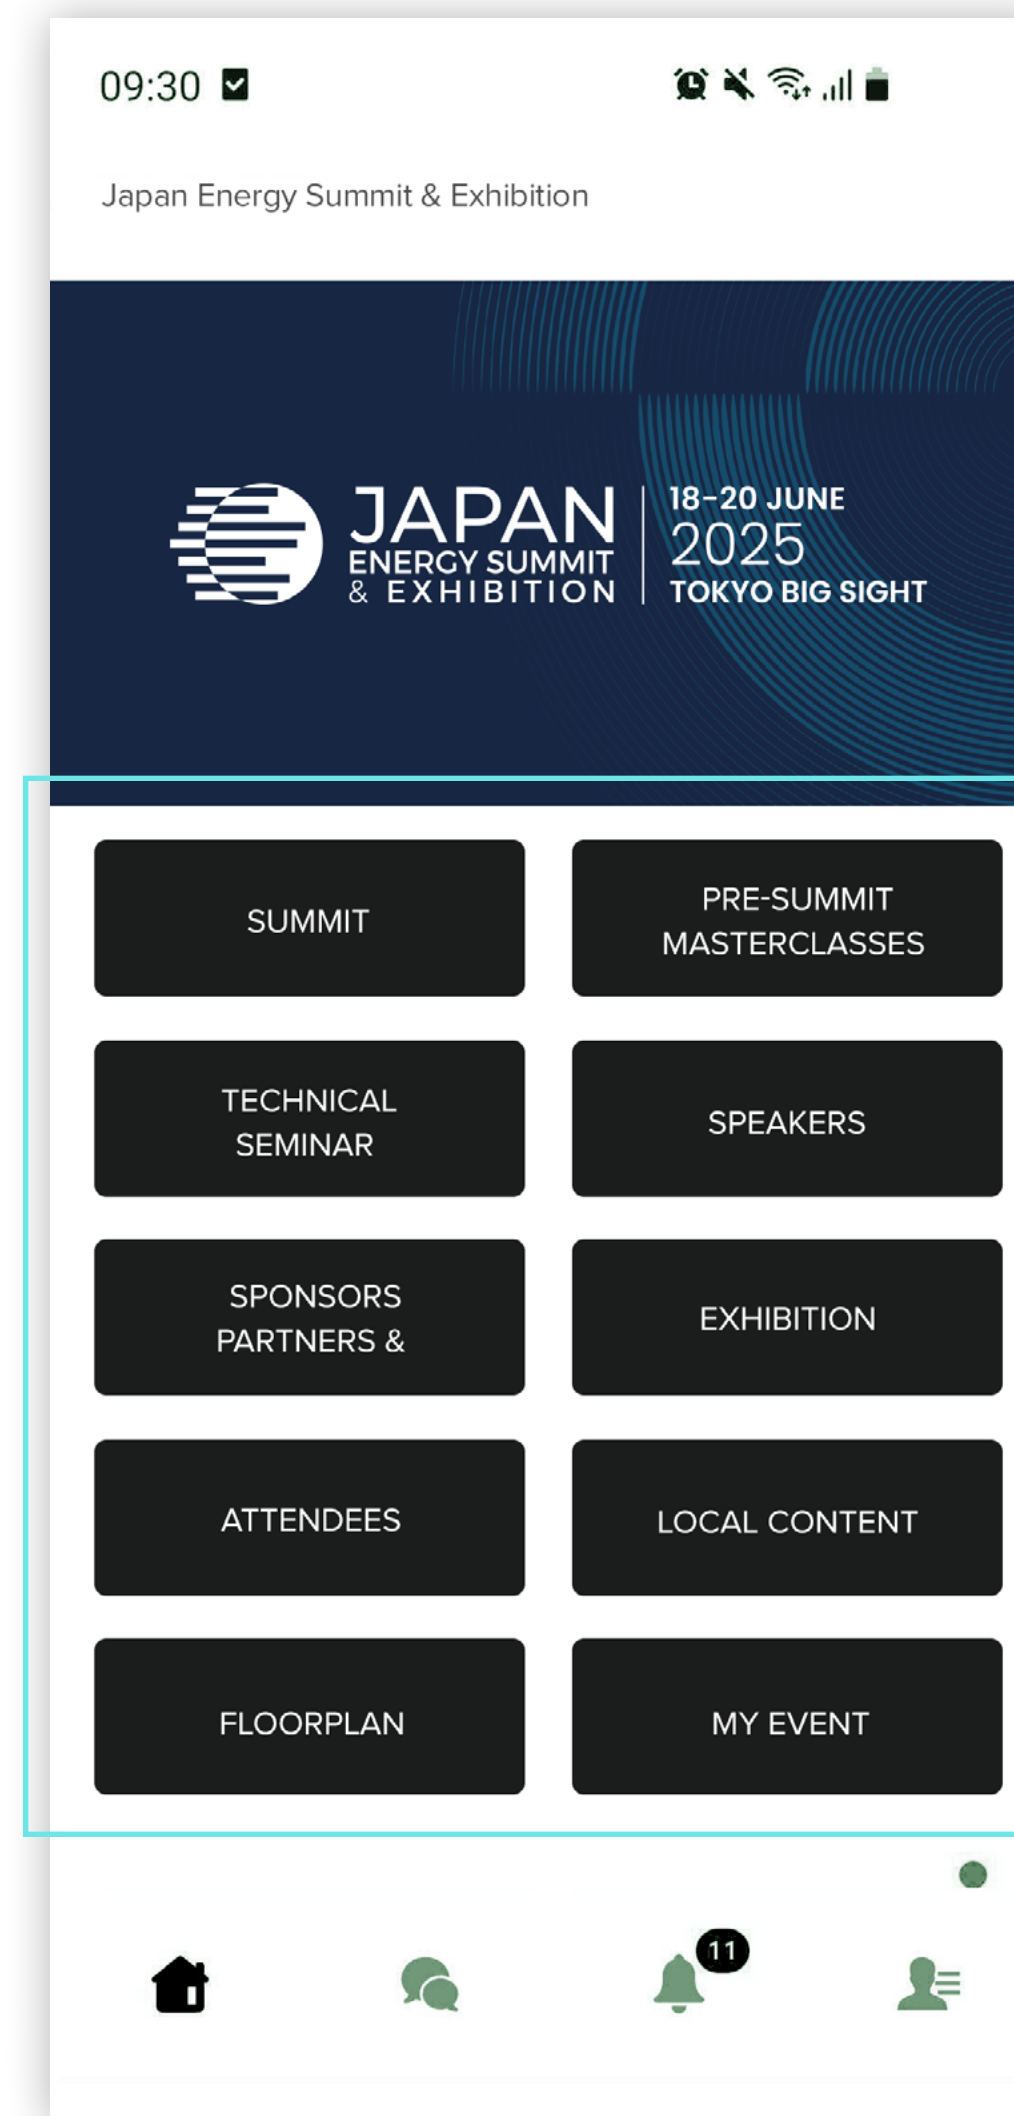 09:30
Japan Energy Summit & Exhibition
JAPAN
ENERGY SUMMIT
& EXHIBITION
18-20 JUNE
2025
TOKYO BIG SIGHT
SUMMIT
PRE-SUMMIT
MASTERCLASSES
TECHNICAL
SEMINAR
SPEAKERS
SPONSORS
PARTNERS &
EXHIBITION
ATTENDEES
LOCAL CONTENT
FLOORPLAN
MY EVENT
11